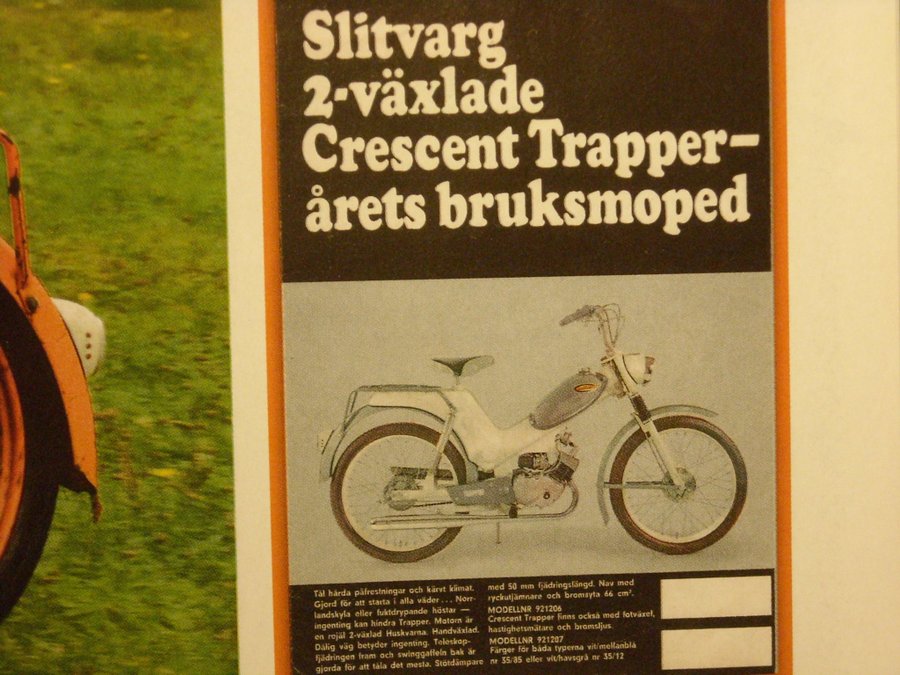 Slitvarg
2-växlade
Crescent Trapper—
årets bruksmoped
Tål hårda påfrestningar och kärvt klimat.
Gjord för att starta i alla väder... Norr-
landskyla eller fuktdrypande höstar —
ingenting kan hindra Trapper. Motorn är
en rejäl 2-växlad Huskvarna. Handväxlad.
Dålig väg betyder ingenting. Teleskop-
fjädringen fram och swinggaffeln bak är
gjorda för att tåla det mesta. Stötdämpare
med 50 mm fjädringslängd. Nav med
ryckutjämnare och bromsyta 66 cm².
MODELLNR 921206
Crescent Trapper finns också med fotväxel,
hastighetsmätare och bromsljus.
MODELLNR 921207
Färger för båda typerna vit/mellanblå
nr 35/85 eller vit/havsgrå nr 35/12